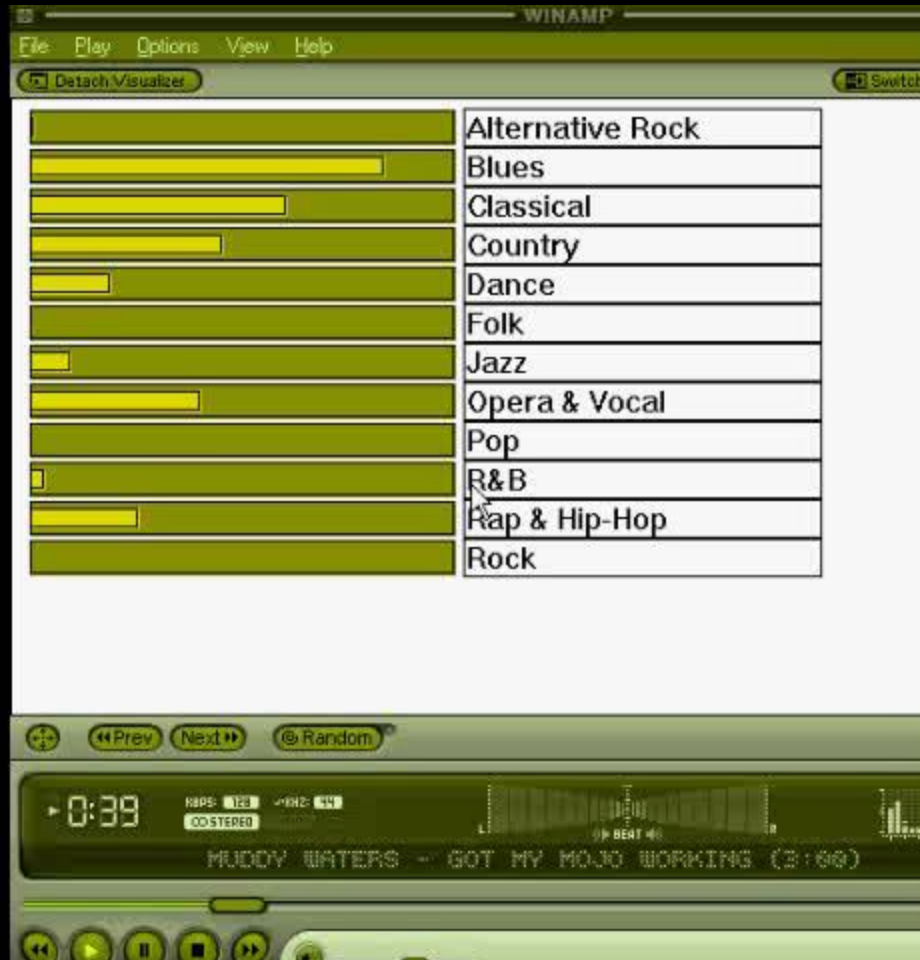 WINAMP
File Play Options View Help
Detach Visualizer Switch
Alternative Rock
Blues
Classical
Country
Dance
Folk
Jazz
Opera & Vocal
Pop
R&B
Rap & Hip-Hop
Rock
Prev Next Random
0:39 KBPS: 128 KHZ: 44
STEREO
L BEAT R
MUDDY WATERS - GOT MY MOJO WORKING (3:00)